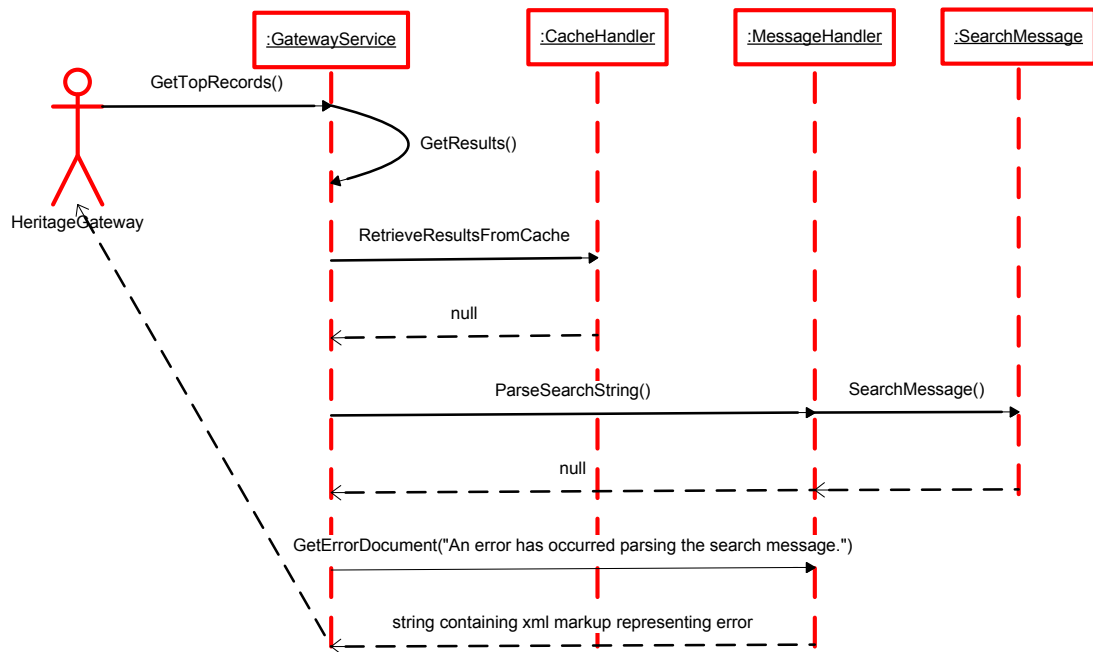 :GatewayService
:CacheHandler
:MessageHandler
:SearchMessage
GetTopRecords()
GetResults()
HeritageGateway
RetrieveResultsFromCache
null
ParseSearchString()
SearchMessage()
null
GetErrorDocument("An error has occurred parsing the search message.")
string containing xml markup representing error